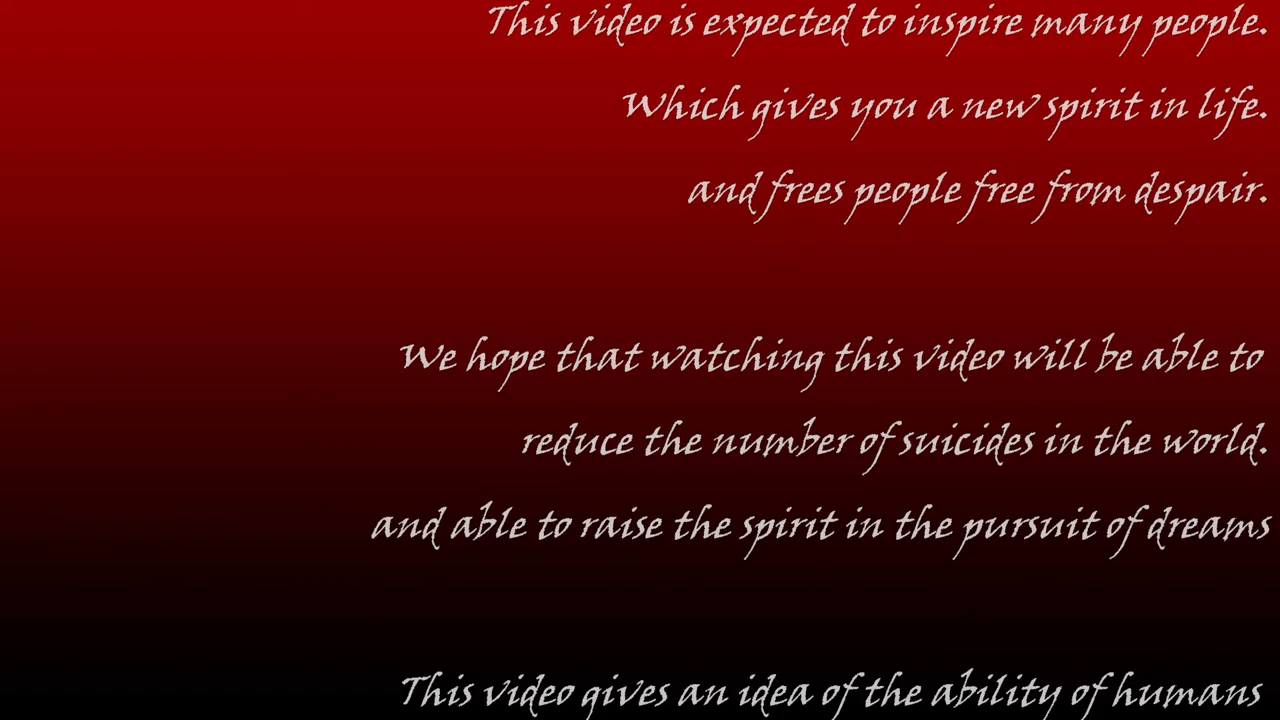 This video is expected to inspire many people.
Which gives you a new spirit in life.
and frees people free from despair.
We hope that watching this video will be able to
reduce the number of suicides in the world.
and able to raise the spirit in the pursuit of dreams
This video gives an idea of the ability of humans